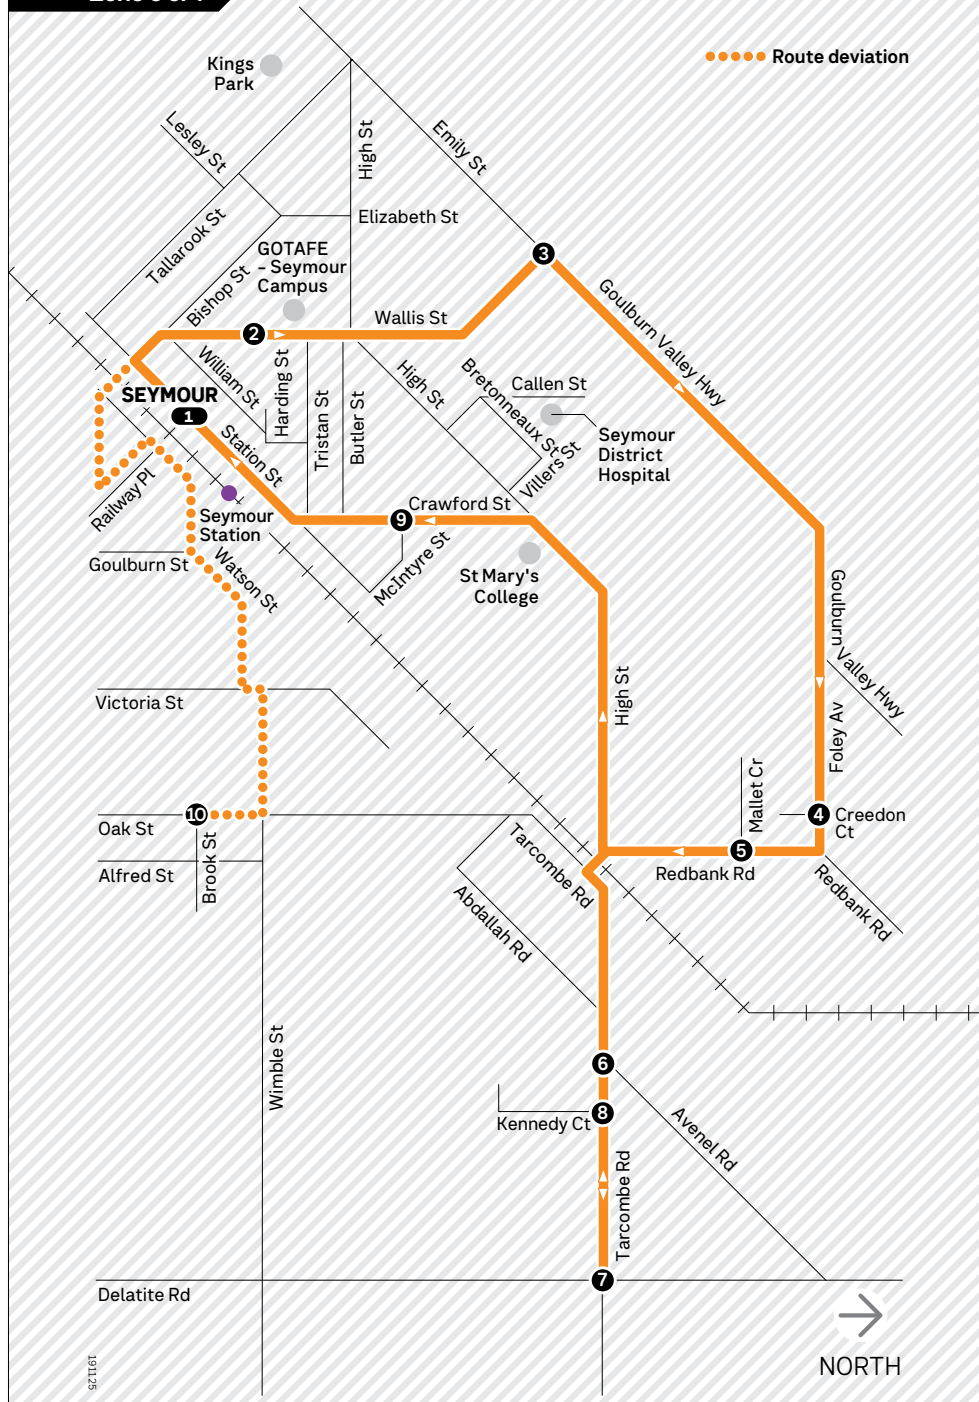 Kings
Park
Route deviation
Lesley St
High St
Emily St
Elizabeth St
Tallarook St
GOTAFE
- Seymour
Campus
Bishop St
3
Goulburn Valley Hwy
2
Wallis St
William St
Harding St
Tristan St
Butler St
High St
Bretonneaux St
Callen St
Villers St
Seymour
District
Hospital
SEYMOUR
1
Station St
Railway Pl
Seymour
Station
9
Crawford St
McIntyre St
St Mary's
College
Goulburn St
Watson St
Goulburn
Valley Hwy
Victoria St
High St
Foley Av
Mallet Cr
10
Oak St
Brook St
Alfred St
4
Creedon
Ct
5
Redbank Rd
Redbank Rd
Tarcombe Rd
Abdallah Rd
Wimble St
6
8
Kennedy Ct
Avenel Rd
Tarcombe Rd
7
Delatite Rd
NORTH
191125